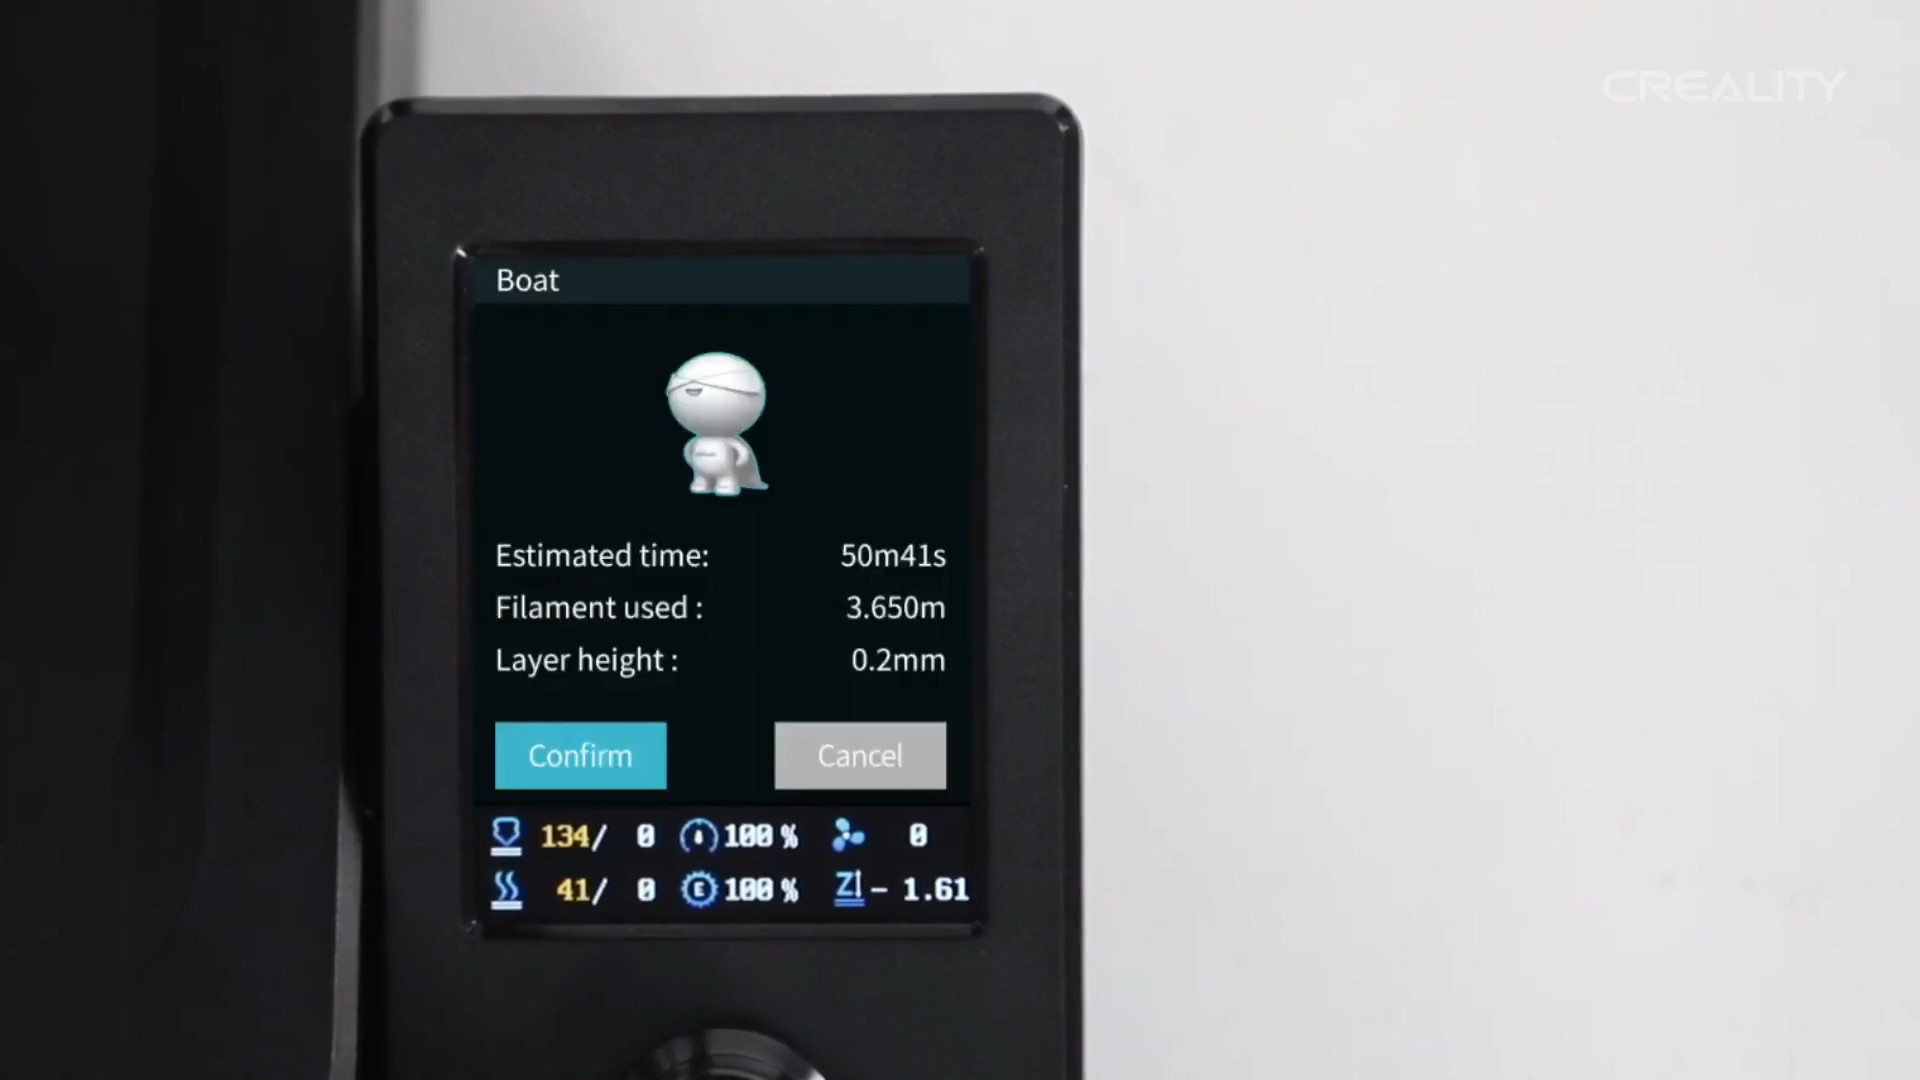 CREALITY
Boat
Estimated time: 50m41s
Filament used : 3.650m
Layer height : 0.2mm
Confirm Cancel
134/ 0 100 % 0
41/ 0 E 100 % Z - 1.61